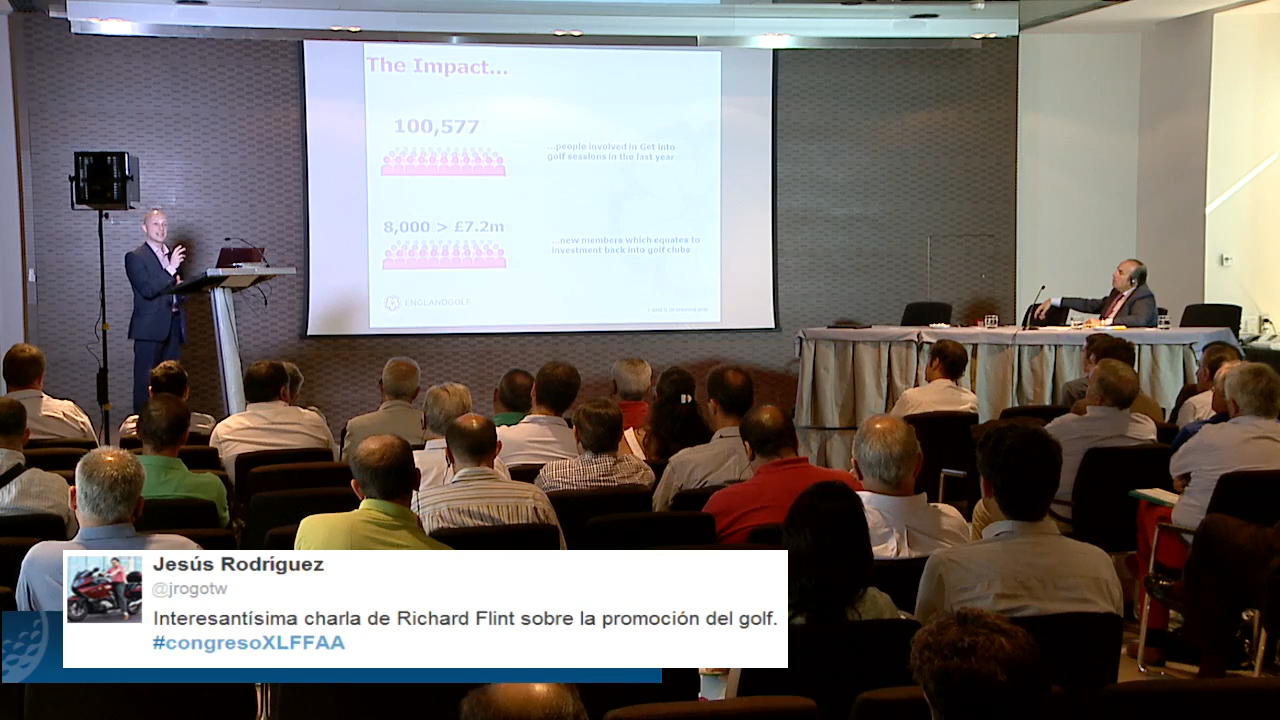 The Impact...
100,577
...people involved in Get into
golf sessions in the last year
8,000 > £7.2m
...new members which equates to
investment back into golf clubs
ENGLANDGOLF
Jesús Rodríguez
@jrogotw
Interesantísima charla de Richard Flint sobre la promoción del golf.
#congresoXLFFAA